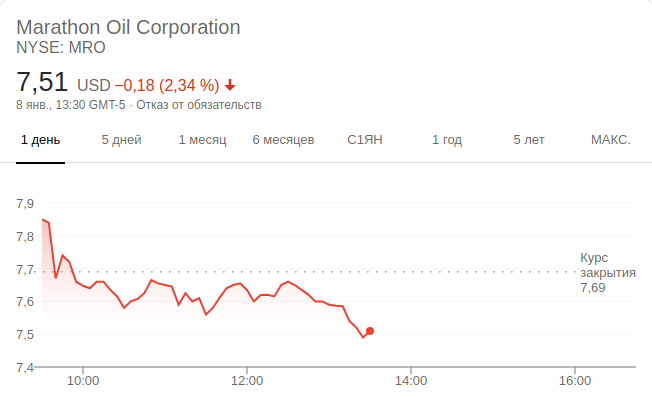 Marathon Oil Corporation
NYSE: MRO
7,51 USD −0,18 (2,34 %)
8 янв., 13:30 GMT-5 · Отказ от обязательств
1 день 5 дней 1 месяц 6 месяцев С1ЯН 1 год 5 лет МАКС.
7,9
7,8
7,7
7,6
7,5
7,4
Курс
закрытия
7,69
10:00 12:00 14:00 16:00